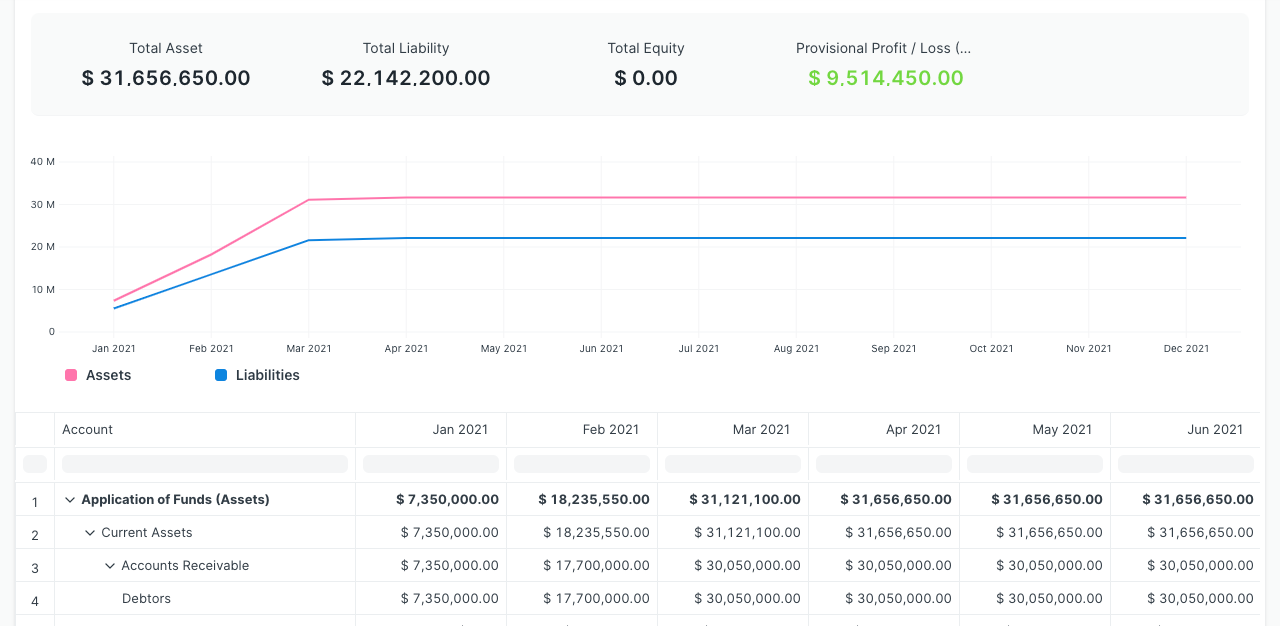 Total Asset Total Liability Total Equity Provisional Profit / Loss (...
$ 31,656,650.00 $ 22,142,200.00 $ 0.00 $ 9,514,450.00
40 M
30 M
20 M
10 M
0
Jan 2021 Feb 2021 Mar 2021 Apr 2021 May 2021 Jun 2021 Jul 2021 Aug 2021 Sep 2021 Oct 2021 Nov 2021 Dec 2021
Assets Liabilities
Account Jan 2021 Feb 2021 Mar 2021 Apr 2021 May 2021 Jun 2021
1 Application of Funds (Assets) $ 7,350,000.00 $ 18,235,550.00 $ 31,121,100.00 $ 31,656,650.00 $ 31,656,650.00 $ 31,656,650.00
2 Current Assets $ 7,350,000.00 $ 18,235,550.00 $ 31,121,100.00 $ 31,656,650.00 $ 31,656,650.00 $ 31,656,650.00
3 Accounts Receivable $ 7,350,000.00 $ 17,700,000.00 $ 30,050,000.00 $ 30,050,000.00 $ 30,050,000.00 $ 30,050,000.00
4 Debtors $ 7,350,000.00 $ 17,700,000.00 $ 30,050,000.00 $ 30,050,000.00 $ 30,050,000.00 $ 30,050,000.00